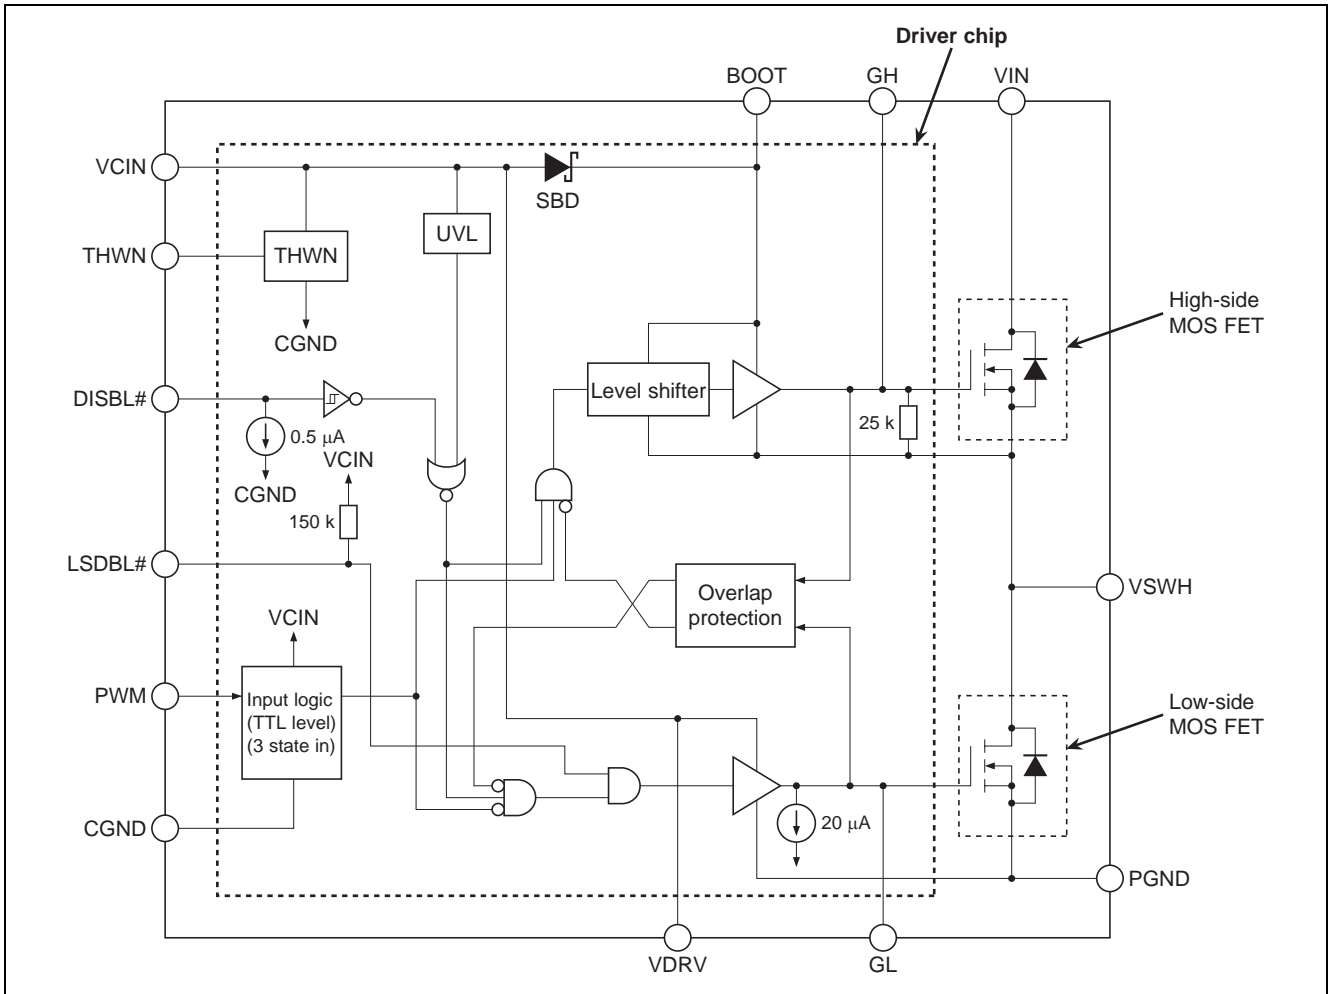 Driver chip
BOOT
GH
VIN
VCIN
SBD
THWN
THWN
UVL
CGND
High-side
MOS FET
DISBL#
Level shifter
0.5 μA
25 k
VCIN
CGND
150 k
LSDBL#
Overlap
protection
VSWH
VCIN
PWM
Input logic
(TTL level)
(3 state in)
Low-side
MOS FET
CGND
20 μA
PGND
VDRV
GL